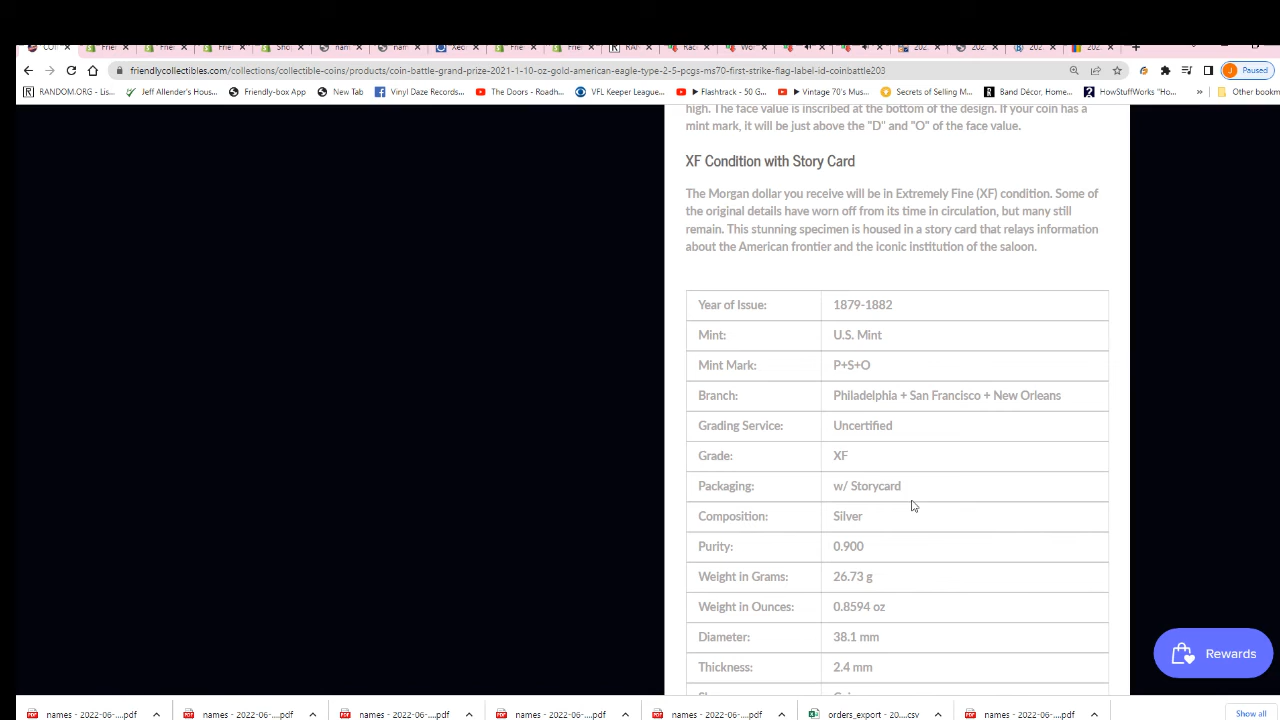 friendlycollectibles.com/collections/collectible-coins/products/coin-battle-grand-prize-2021-1-10-oz-gold-american-eagle-type-2-5-pcgs-ms70-first-strike-flag-label-id-coinbattle203
Paused
RANDOM.ORG - Lis... Jeff Allender's Hous... Friendly-box App New Tab Vinyl Daze Records... The Doors - Roadh... VFL Keeper League... ► Flashtrack - 50 G... ► Vintage 70's Mus... Secrets of Selling M... Band Décor, Home... HowStuffWorks "Ho... » Other bookm
high. The face value is inscribed at the bottom of the design. If your coin has a
mint mark, it will be just above the "D" and "O" of the face value.
XF Condition with Story Card
The Morgan dollar you receive will be in Extremely Fine (XF) condition. Some of
the original details have worn off from its time in circulation, but many still
remain. This stunning specimen is housed in a story card that relays information
about the American frontier and the iconic institution of the saloon.
Year of Issue: 1879-1882
Mint: U.S. Mint
Mint Mark: P+S+O
Branch: Philadelphia + San Francisco + New Orleans
Grading Service: Uncertified
Grade: XF
Packaging: w/ Storycard
Composition: Silver
Purity: 0.900
Weight in Grams: 26.73 g
Weight in Ounces: 0.8594 oz
Diameter: 38.1 mm
Thickness: 2.4 mm
Rewards
names - 2022-06-....pdf names - 2022-06-....pdf names - 2022-06-....pdf names - 2022-06-....pdf names - 2022-06-....pdf orders_export - 20....csv names - 2022-06-....pdf Show all